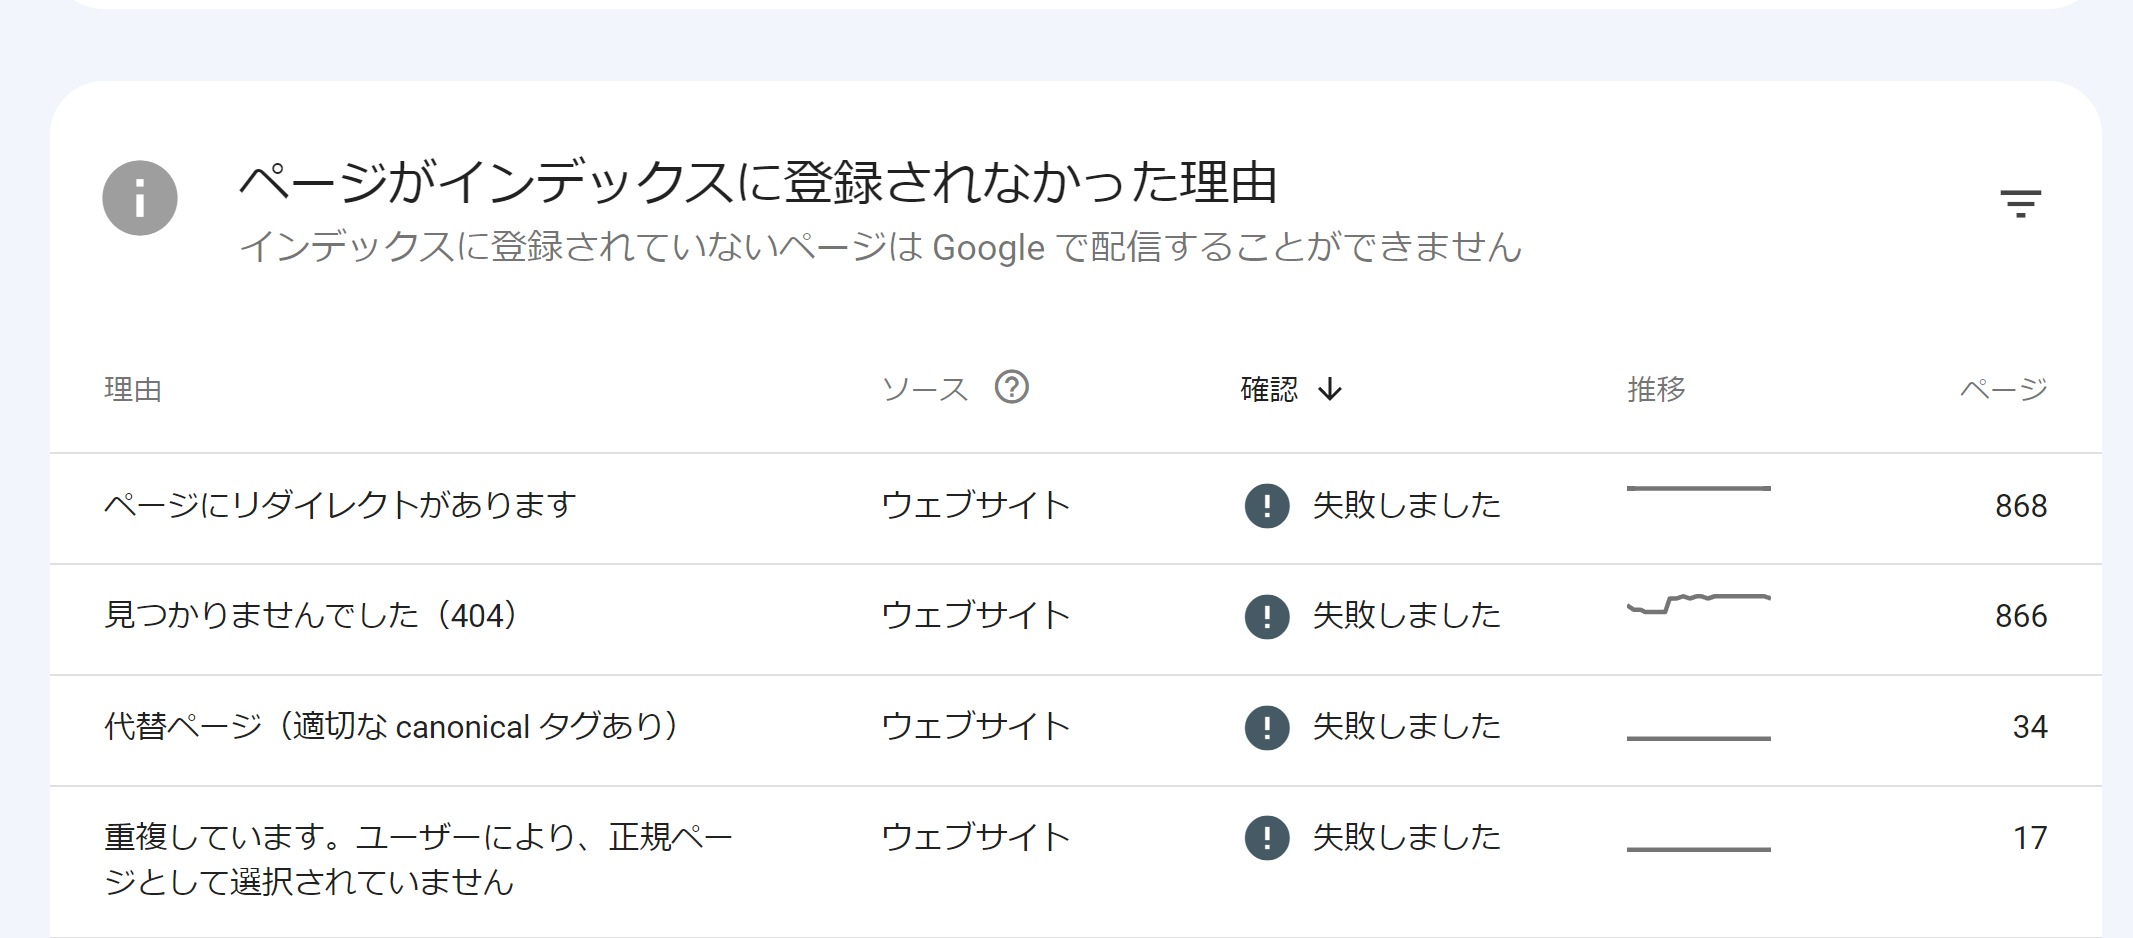 ページがインデックスに登録されなかった理由
インデックスに登録されていないページは Google で配信することができません
理由 ソース 確認 推移 ページ
ページにリダイレクトがあります ウェブサイト 失敗しました 868
見つかりませんでした（404） ウェブサイト 失敗しました 866
代替ページ（適切な canonical タグあり） ウェブサイト 失敗しました 34
重複しています。ユーザーにより、正規ペー ウェブサイト 失敗しました 17
ジとして選択されていません